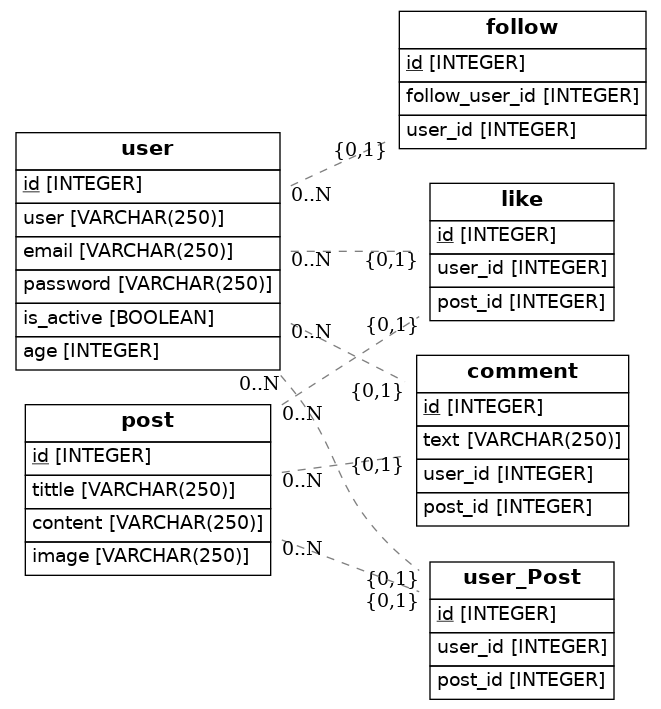 follow
id [INTEGER]
follow_user_id [INTEGER]
user_id [INTEGER]
user
id [INTEGER]
user [VARCHAR(250)]
email [VARCHAR(250)]
password [VARCHAR(250)]
is_active [BOOLEAN]
age [INTEGER]
{0,1}
0..N
like
id [INTEGER]
user_id [INTEGER]
post_id [INTEGER]
0..N
{0,1}
{0,1}
0..N
comment
id [INTEGER]
text [VARCHAR(250)]
user_id [INTEGER]
post_id [INTEGER]
0..N
{0,1}
0..N
post
id [INTEGER]
tittle [VARCHAR(250)]
content [VARCHAR(250)]
image [VARCHAR(250)]
{0,1}
0..N
0..N
{0,1}
{0,1}
user_Post
id [INTEGER]
user_id [INTEGER]
post_id [INTEGER]